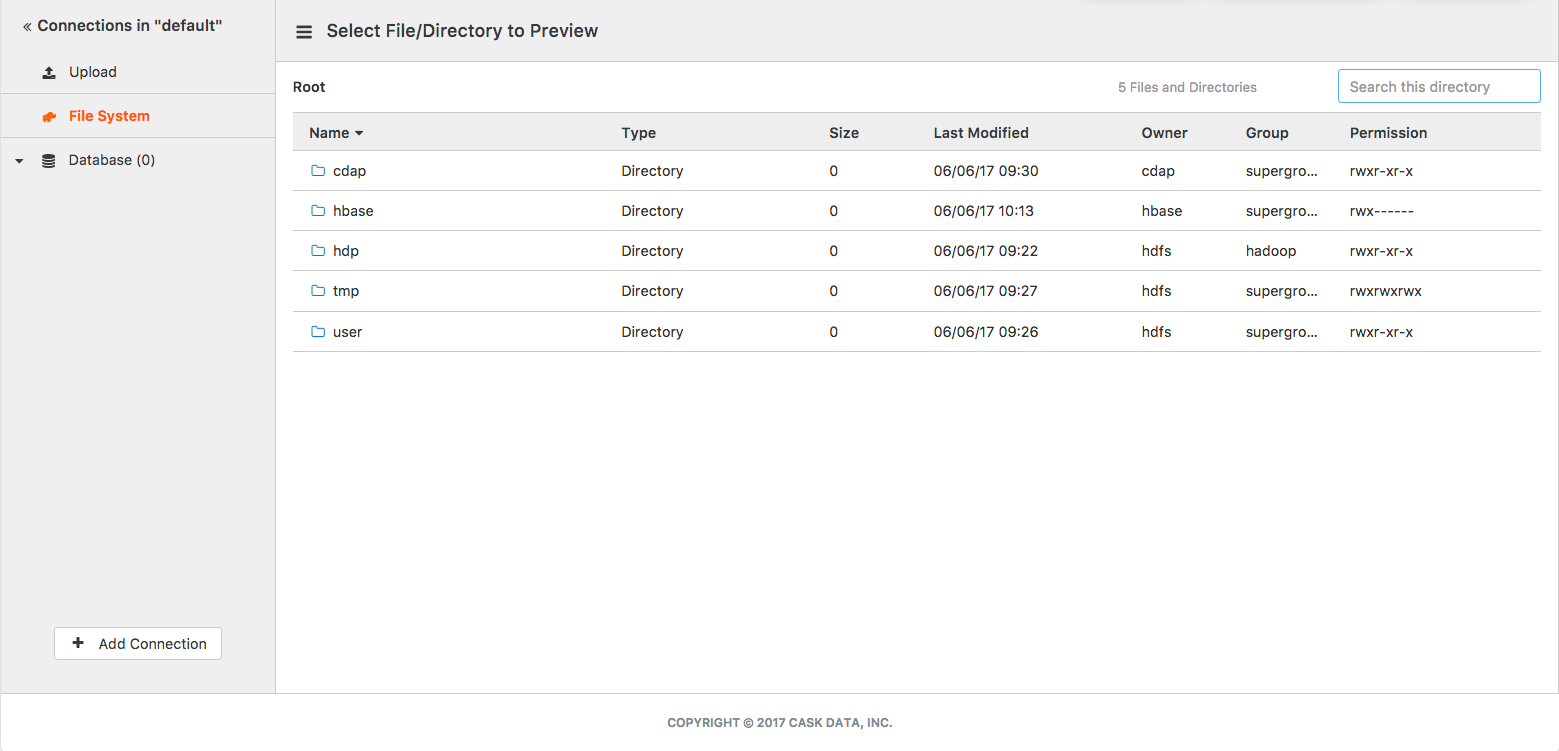 « Connections in "default"
Upload
File System
Database (0)
Add Connection
Select File/Directory to Preview
Root 5 Files and Directories Search this directory
Name Type Size Last Modified Owner Group Permission
cdap Directory 0 06/06/17 09:30 cdap supergro... rwxr-xr-x
hbase Directory 0 06/06/17 10:13 hbase supergro... rwx------
hdp Directory 0 06/06/17 09:22 hdfs hadoop rwxr-xr-x
tmp Directory 0 06/06/17 09:27 hdfs supergro... rwxrwxrwx
user Directory 0 06/06/17 09:26 hdfs supergro... rwxr-xr-x
COPYRIGHT © 2017 CASK DATA, INC.